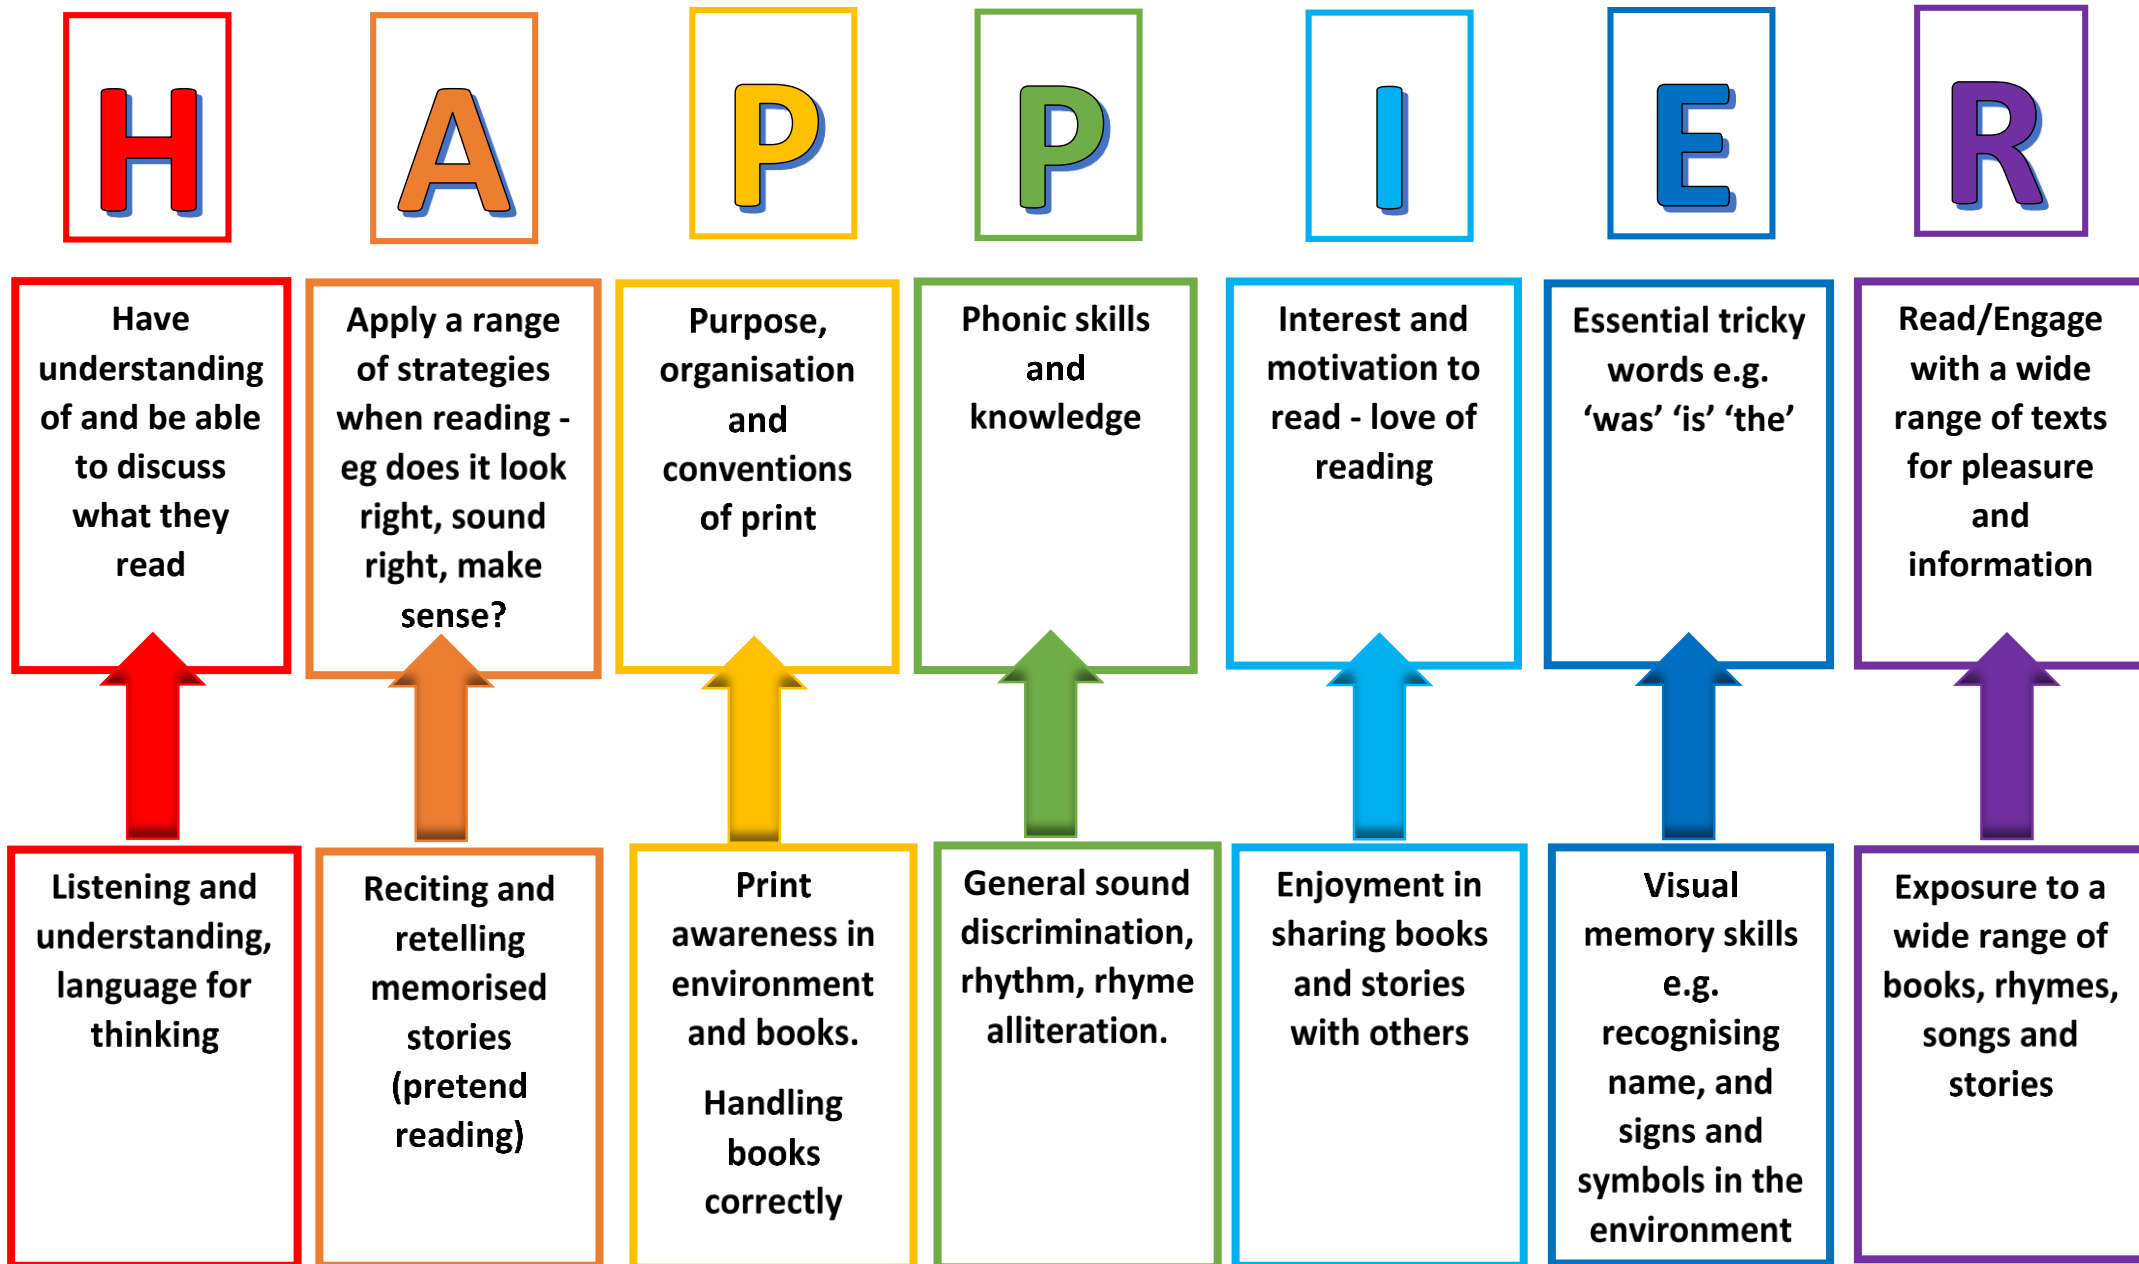 H
A
P
P
I
E
R
Have
understanding
of and be able
to discuss
what they
read
Apply a range
of strategies
when reading -
eg does it look
right, sound
right, make
sense?
Purpose,
organisation
and
conventions
of print
Phonic skills
and
knowledge
Interest and
motivation to
read - love of
reading
Essential tricky
words e.g.
‘was’ ‘is’ ‘the’
Read/Engage
with a wide
range of texts
for pleasure
and
information
Listening and
understanding,
language for
thinking
Reciting and
retelling
memorised
stories
(pretend
reading)
Print
awareness in
environment
and books.
Handling
books
correctly
General sound
discrimination,
rhythm, rhyme
alliteration.
Enjoyment in
sharing books
and stories
with others
Visual
memory skills
e.g.
recognising
name, and
signs and
symbols in the
environment
Exposure to a
wide range of
books, rhymes,
songs and
stories